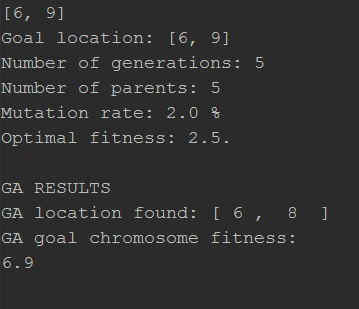 [6, 9]
Goal location: [6, 9]
Number of generations: 5
Number of parents: 5
Mutation rate: 2.0 %
Optimal fitness: 2.5.
GA RESULTS
GA location found: [ 6 ,  8  ]
GA goal chromosome fitness:
6.9